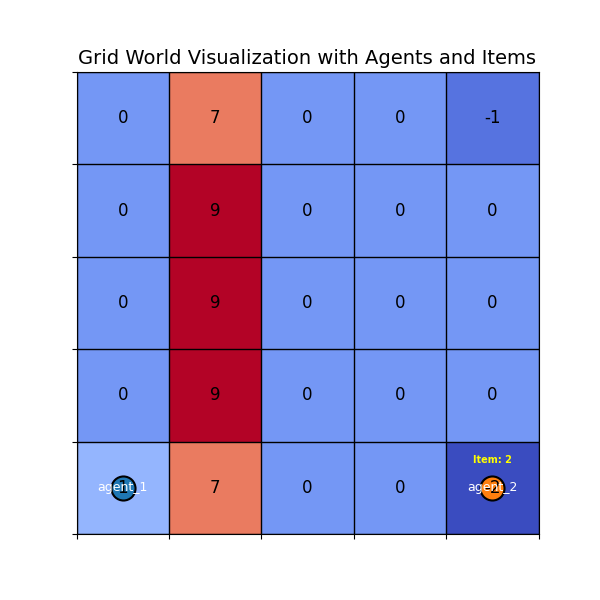 Grid World Visualization with Agents and Items
0 7 0 0 -1
0 9 0 0 0
0 9 0 0 0
0 9 0 0 0
Item: 2
agent_1 7 0 0 agent_2